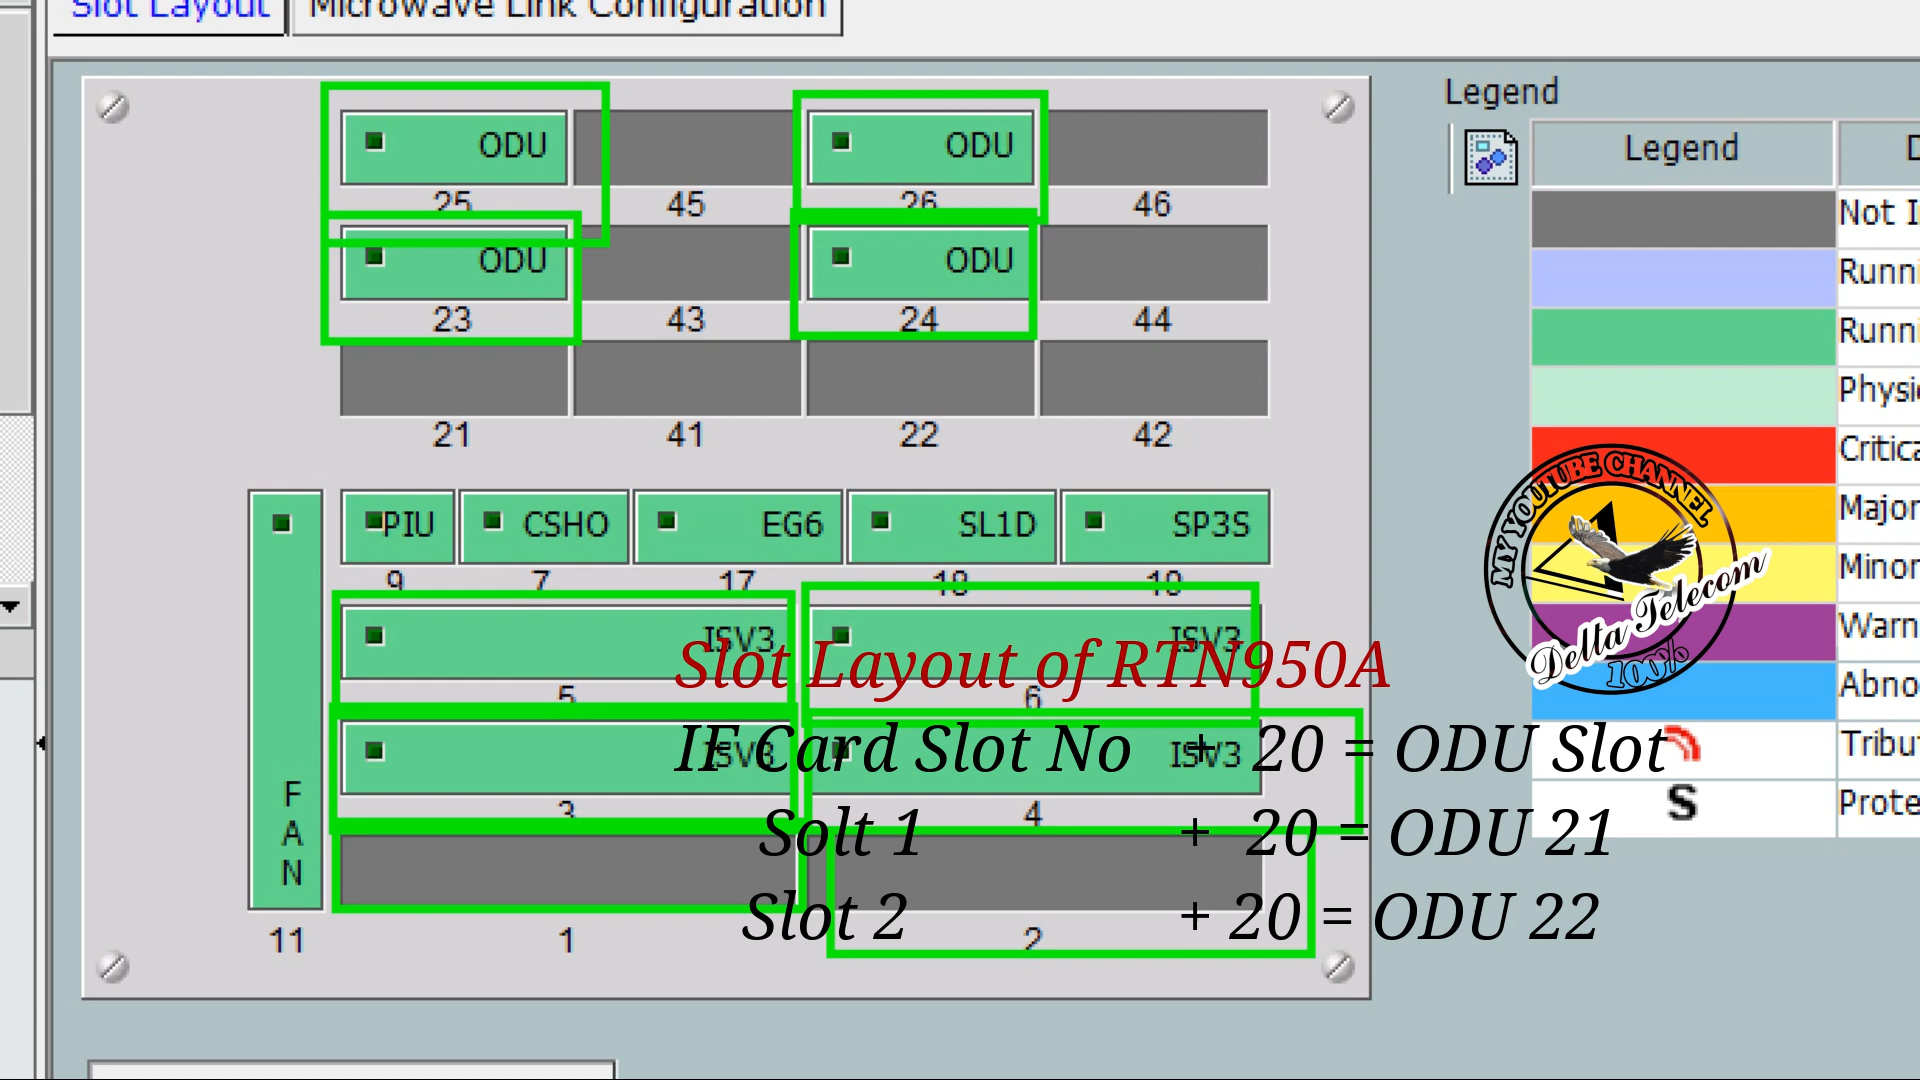 Slot Layout
Microwave Link Configuration
Legend
Legend
ODU
ODU
25 45 26 46
ODU
ODU
23 43 24 44
21 41 22 42
PIU CSHO EG6 SL1D SP3S
9 7 17 18 19
ISV3
ISV3
5 6
ISV3
ISV3
3 4
FAN
11 1 2
Slot Layout of RTN950A
IF Card Slot No + 20 = ODU Slot
Solt 1 + 20 = ODU 21
Slot 2 + 20 = ODU 22
Not I
Runni
Runni
Physi
Critica
Major
Minor
Warn
Abno
Tribut
S
Prote
MY YOUTUBE CHANNEL
Delta Telecom
100%